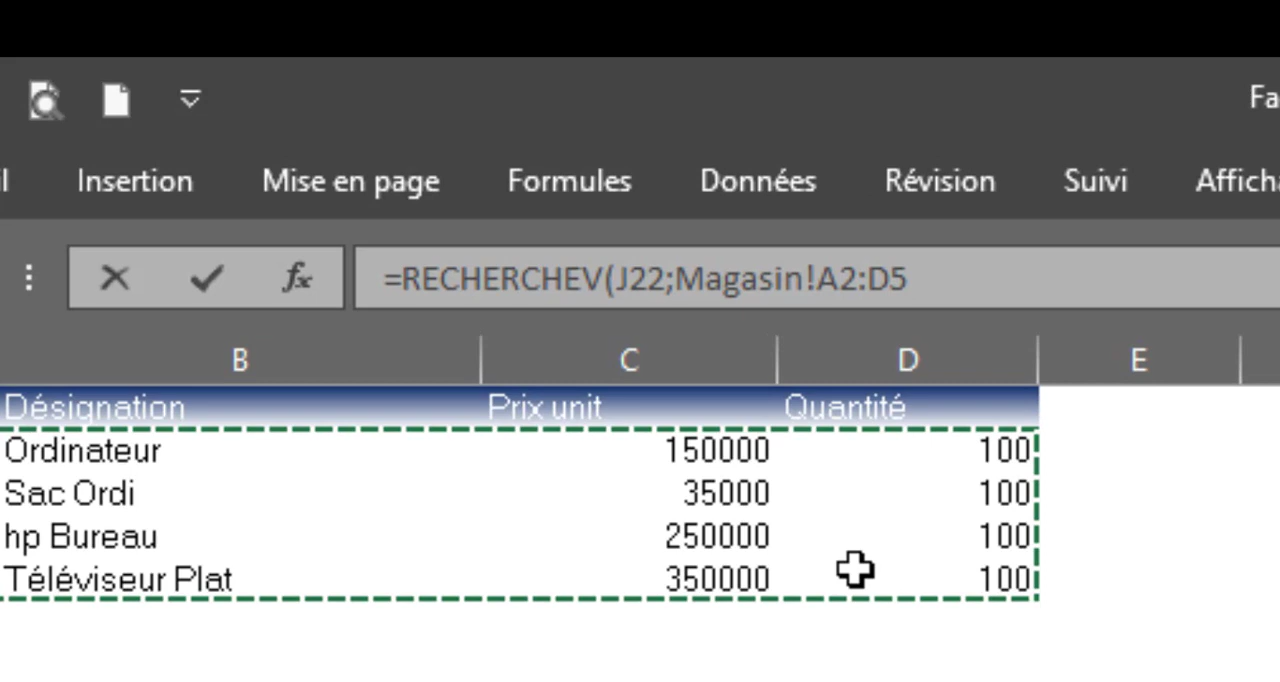 Fa
l Insertion Mise en page Formules Données Révision Suivi Afficha
fx =RECHERCHEV(J22;Magasin!A2:D5
B C D E
Désignation Prix unit Quantité
Ordinateur 150000 100
Sac Ordi 35000 100
hp Bureau 250000 100
Téléviseur Plat 350000 100